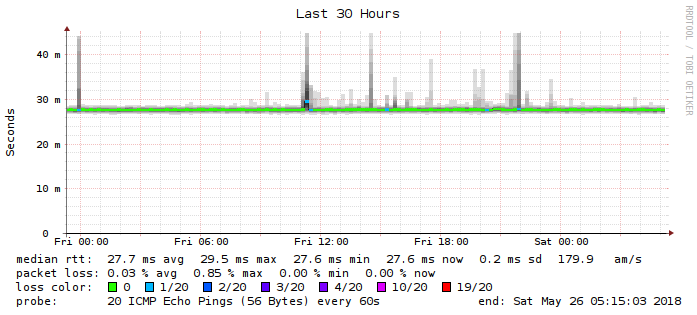 Last 30 Hours
RRDTOOL / TOBI OETIKER
Seconds
40 m
30 m
20 m
10 m
0
Fri 00:00 Fri 06:00 Fri 12:00 Fri 18:00 Sat 00:00
median rtt: 27.7 ms avg 29.5 ms max 27.6 ms min 27.6 ms now 0.2 ms sd 179.9 am/s
packet loss: 0.03 % avg 0.85 % max 0.00 % min 0.00 % now
loss color: 0 1/20 2/20 3/20 4/20 10/20 19/20
probe: 20 ICMP Echo Pings (56 Bytes) every 60s end: Sat May 26 05:15:03 2018